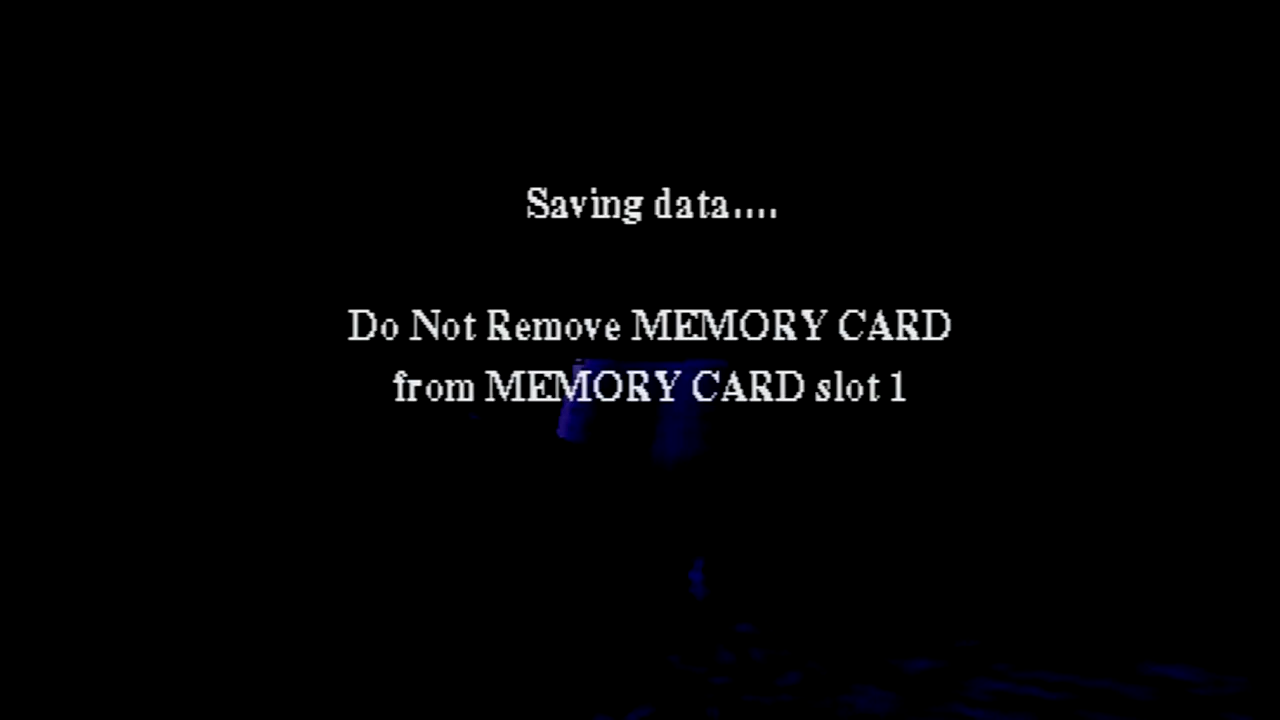 Saving data....
Do Not Remove MEMORY CARD
from MEMORY CARD slot 1